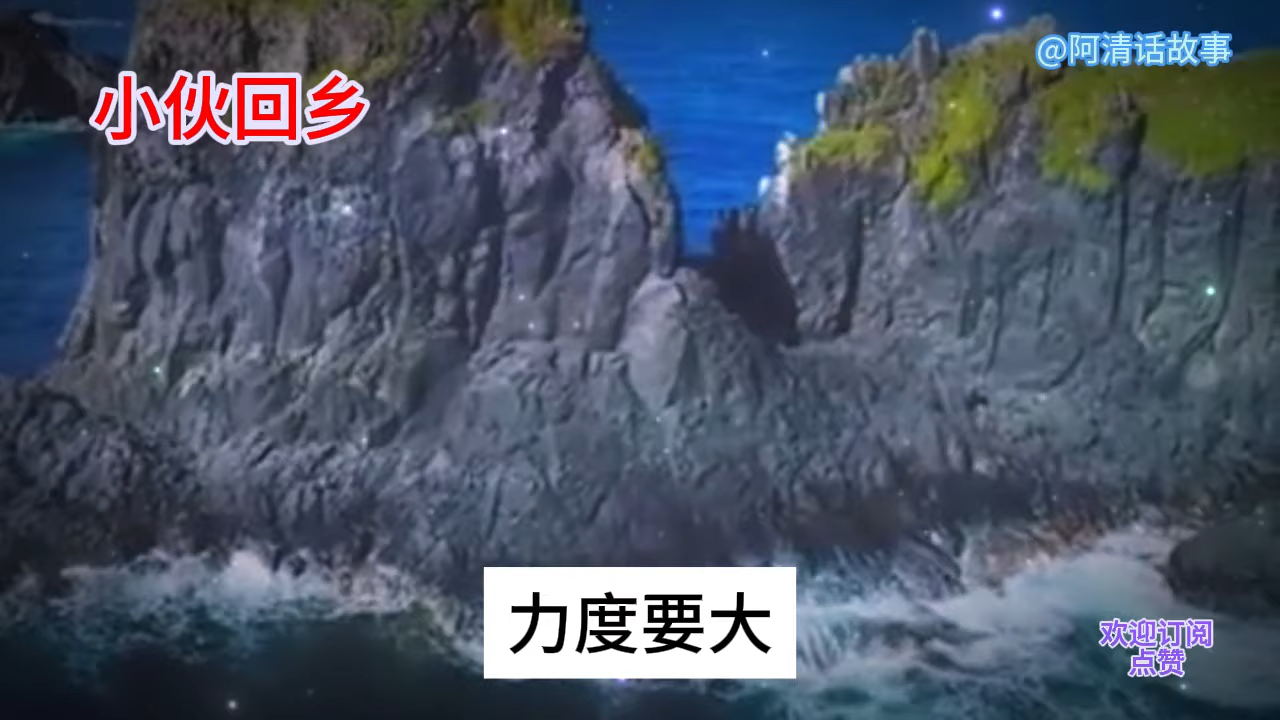 @阿清话故事
小伙回乡
力度要大
欢迎订阅
点赞